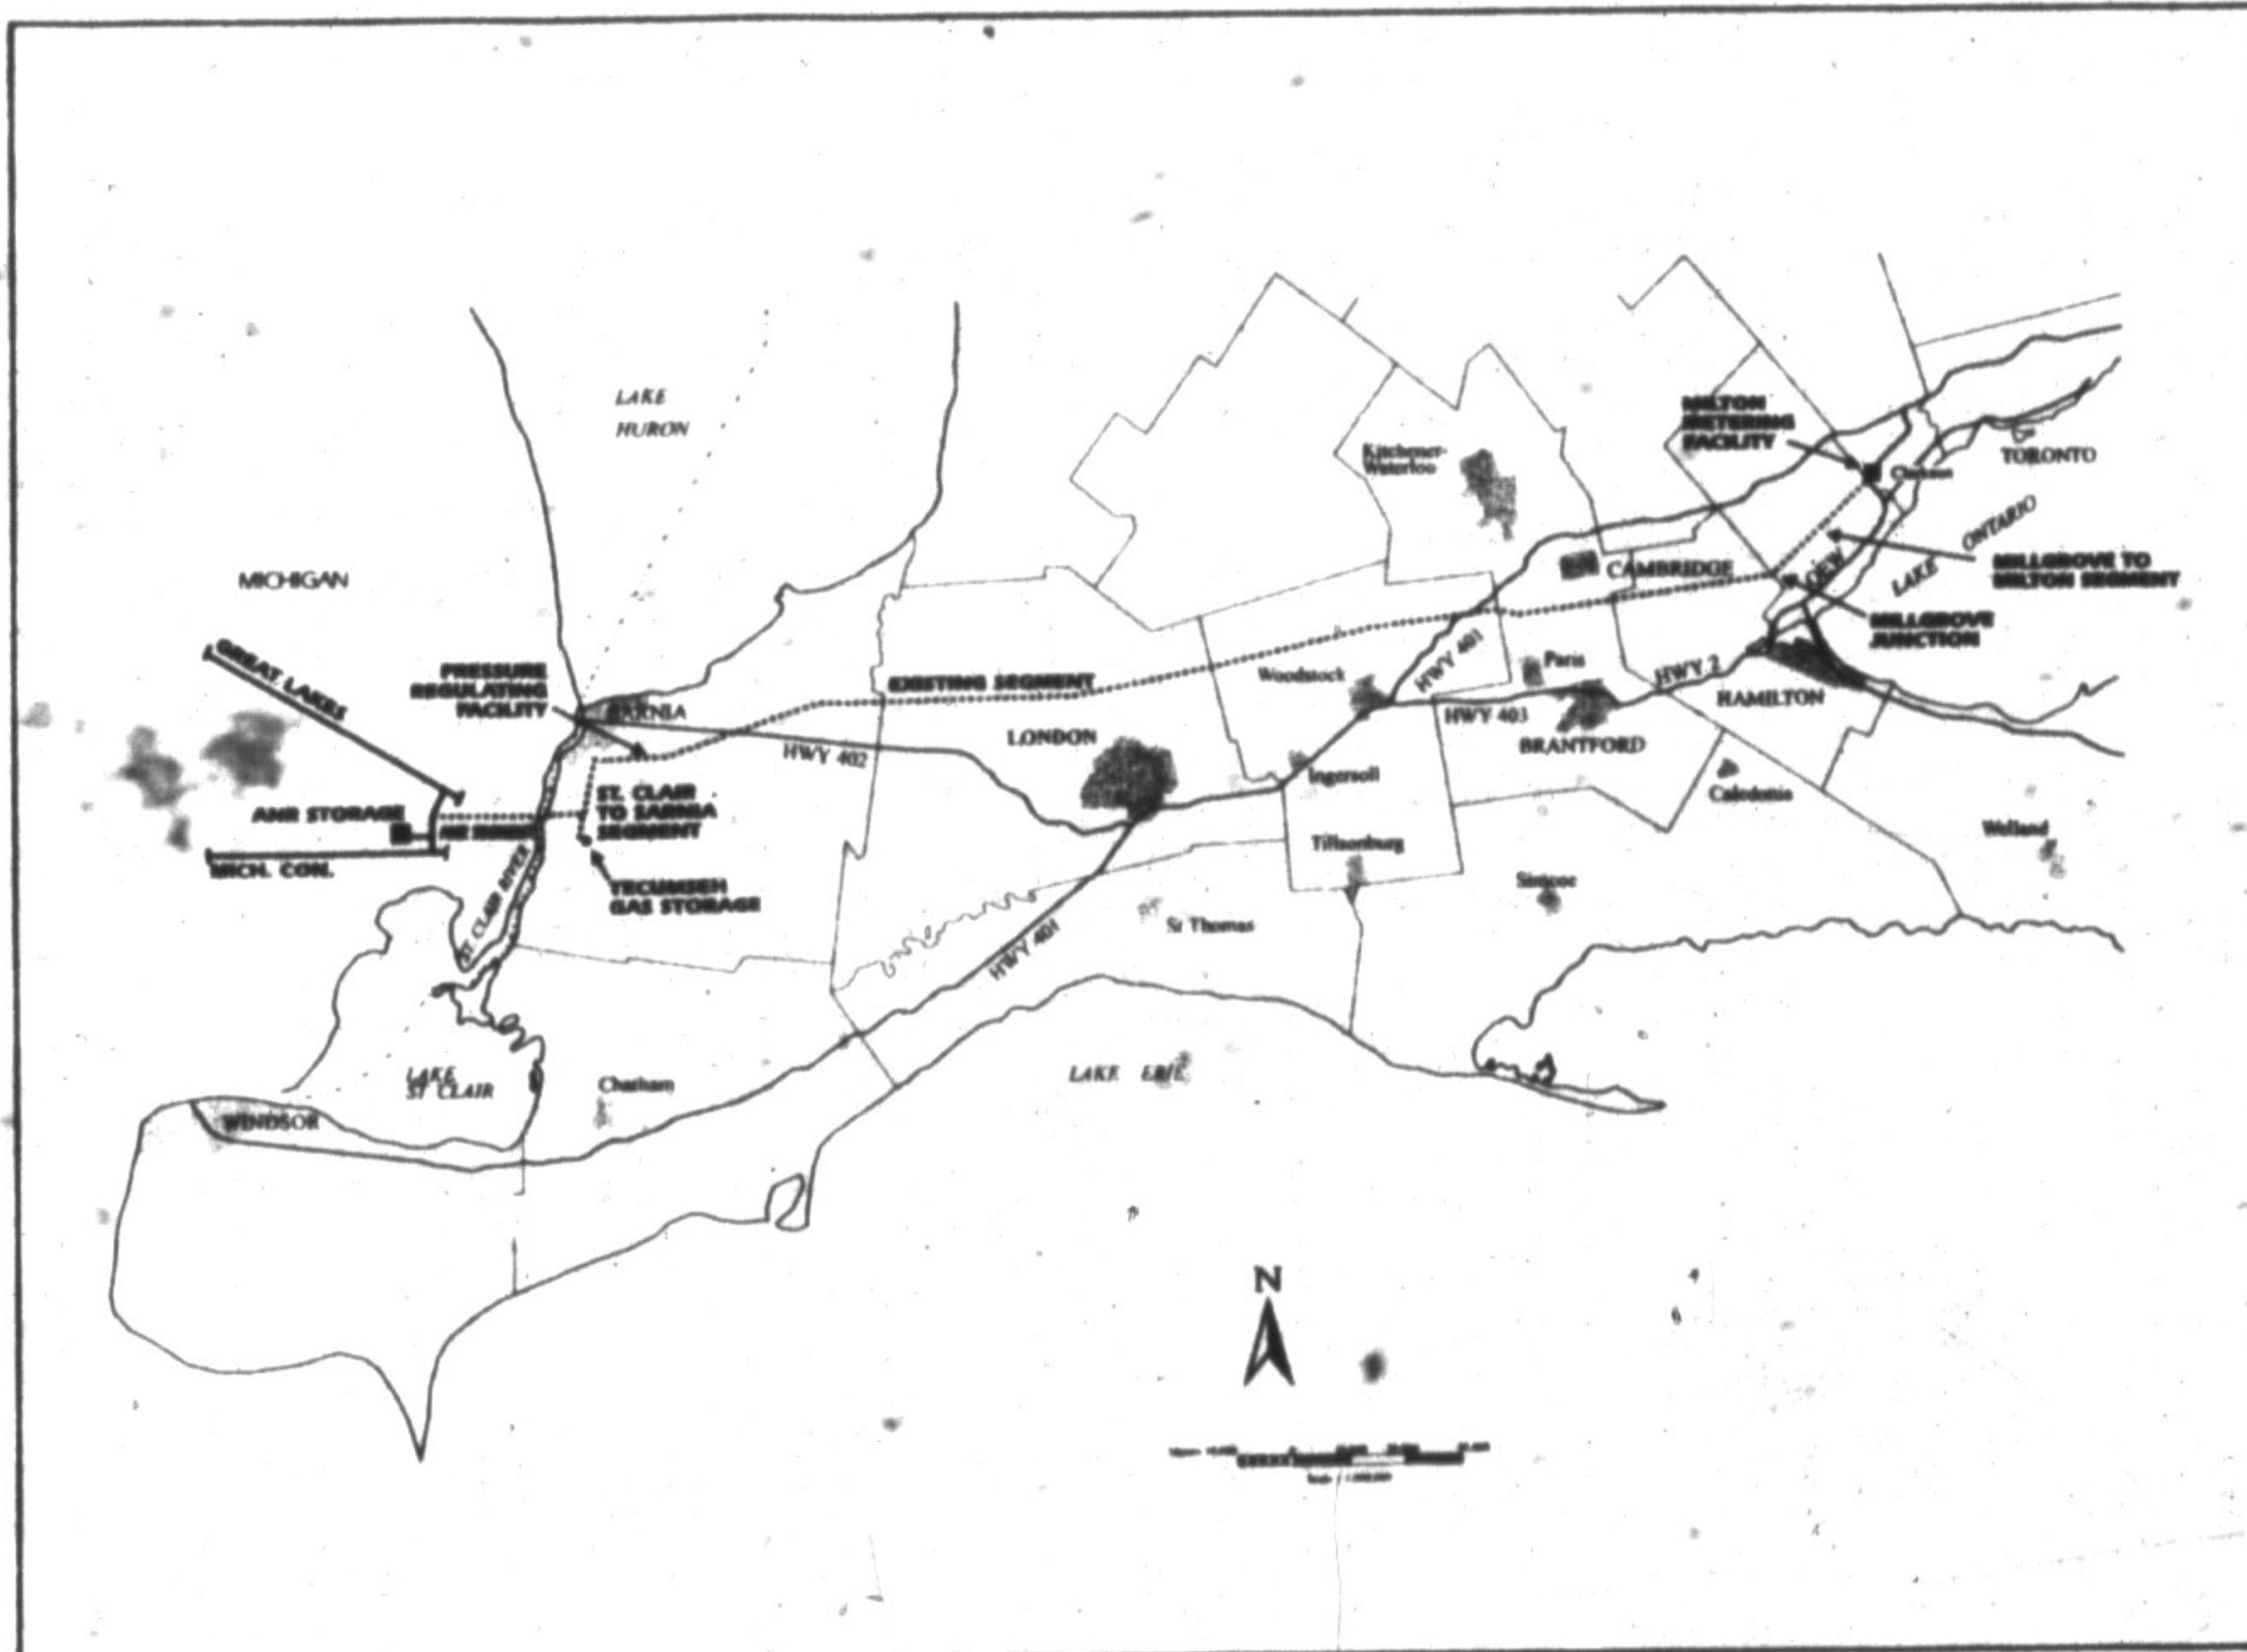 LAKE
HURON
MICHIGAN
GREAT LAKES
PRESSURE
REGULATING
FACILITY
SARNIA
EXISTING SEGMENT
HWY 402
LONDON
ANR STORAGE
MICH. CON.
ST. CLAIR
TO SARNIA
SEGMENT
TECUMSEH
GAS STORAGE
ST. CLAIR RIVER
LAKE
ST CLAIR
WINDSOR
Chatham
HWY 401
LAKE ERIE
St Thomas
Tillsonburg
Ingersoll
Woodstock
HWY 401
HWY 403
Paris
BRANTFORD
HWY 2
HAMILTON
Caledonia
Simcoe
Welland
Kitchener-
Waterloo
CAMBRIDGE
MILTON
METERING
FACILITY
Clarkson
TORONTO
LAKE ONTARIO
QEW
MILLGROVE TO
MILTON SEGMENT
MILLGROVE
JUNCTION
N